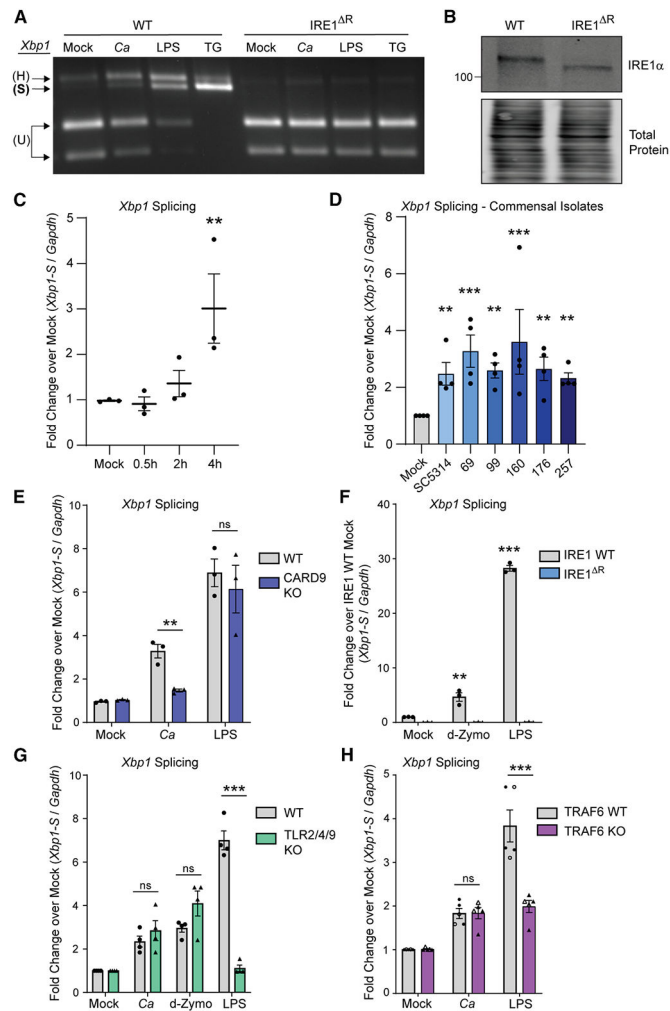 A
WT
IRE1ΔR
Xbp1
Mock Ca LPS TG Mock Ca LPS TG
(H)
(S)
(U)
B
WT IRE1ΔR
100
IRE1α
Total
Protein
C
Xbp1 Splicing
Fold Change over Mock (Xbp1-S / Gapdh)
5
4
3
2
1
0
**
Mock 0.5h 2h 4h
D
Xbp1 Splicing - Commensal Isolates
Fold Change over Mock (Xbp1-S / Gapdh)
8
6
4
2
0
** *** ** *** ** **
Mock SC5314 69 99 160 176 257
E
Xbp1 Splicing
Fold Change over Mock (Xbp1-S / Gapdh)
10
8
6
4
2
0
**
ns
WT
CARD9
KO
Mock Ca LPS
F
Xbp1 Splicing
Fold Change over IRE1 WT Mock
(Xbp1-S / Gapdh)
40
30
20
10
0
**
***
IRE1 WT
IRE1ΔR
Mock d-Zymo LPS
G
Xbp1 Splicing
Fold Change over Mock (Xbp1-S / Gapdh)
10
8
6
4
2
0
ns
ns
***
WT
TLR2/4/9
KO
Mock Ca d-Zymo LPS
H
Xbp1 Splicing
Fold Change over Mock (Xbp1-S / Gapdh)
5
4
3
2
1
0
ns
***
TRAF6 WT
TRAF6 KO
Mock Ca LPS